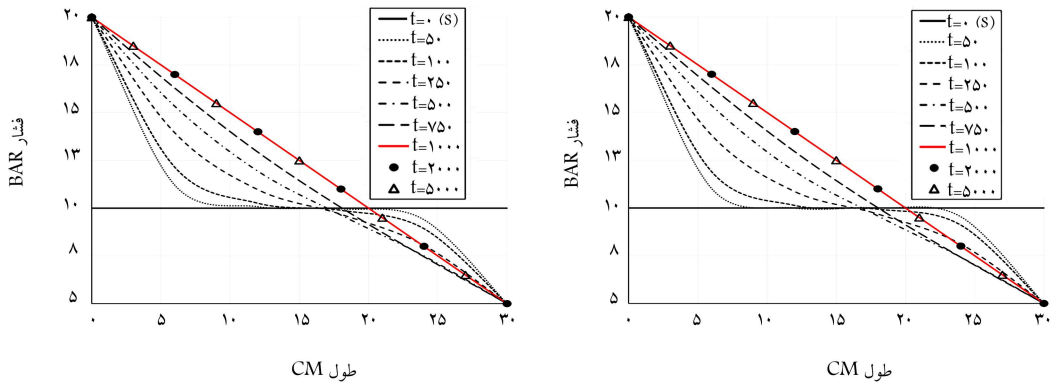 ۲۰
۱۸
۱۵
۱۳
۱۰
۸
۵
فشار BAR
۰ ۵ ۱۰ ۱۵ ۲۰ ۲۵ ۳۰
طول CM
t=۰ (s)
t=۵۰
t=۱۰۰
t=۲۵۰
t=۵۰۰
t=۷۵۰
t=۱۰۰۰
t=۲۰۰۰
t=۵۰۰۰
۲۰
۱۸
۱۵
۱۳
۱۰
۸
۵
فشار BAR
۰ ۵ ۱۰ ۱۵ ۲۰ ۲۵ ۳۰
طول CM
t=۰ (s)
t=۵۰
t=۱۰۰
t=۲۵۰
t=۵۰۰
t=۷۵۰
t=۱۰۰۰
t=۲۰۰۰
t=۵۰۰۰